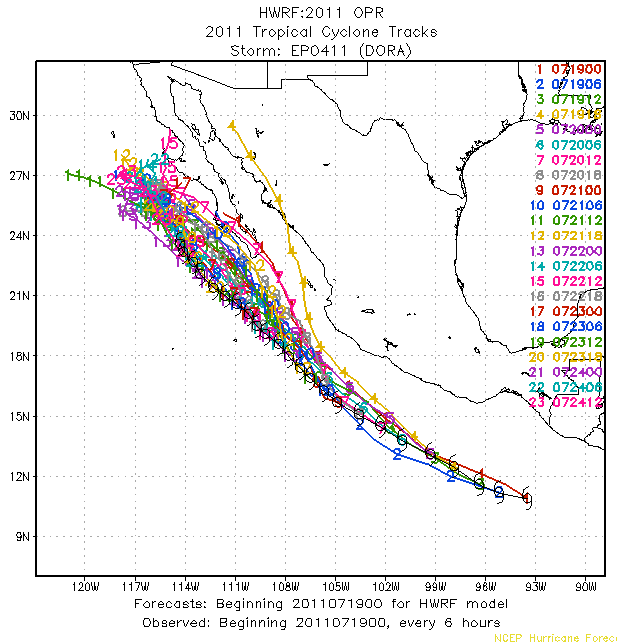 HWRF:2011 OPR
2011 Tropical Cyclone Tracks
Storm: EP0411 (DORA)
1 071900
2 071906
3 071912
4 071918
5 072000
6 072006
7 072012
8 072018
9 072100
10 072106
11 072112
12 072118
13 072200
14 072206
15 072212
16 072218
17 072300
18 072306
19 072312
20 072318
21 072400
22 072406
23 072412
30N
27N
24N
21N
18N
15N
12N
9N
120W 117W 114W 111W 108W 105W 102W 99W 96W 93W 90W
Forecasts: Beginning 2011071900 for HWRF model
Observed: Beginning 2011071900, every 6 hours
NCEP Hurricane Forec